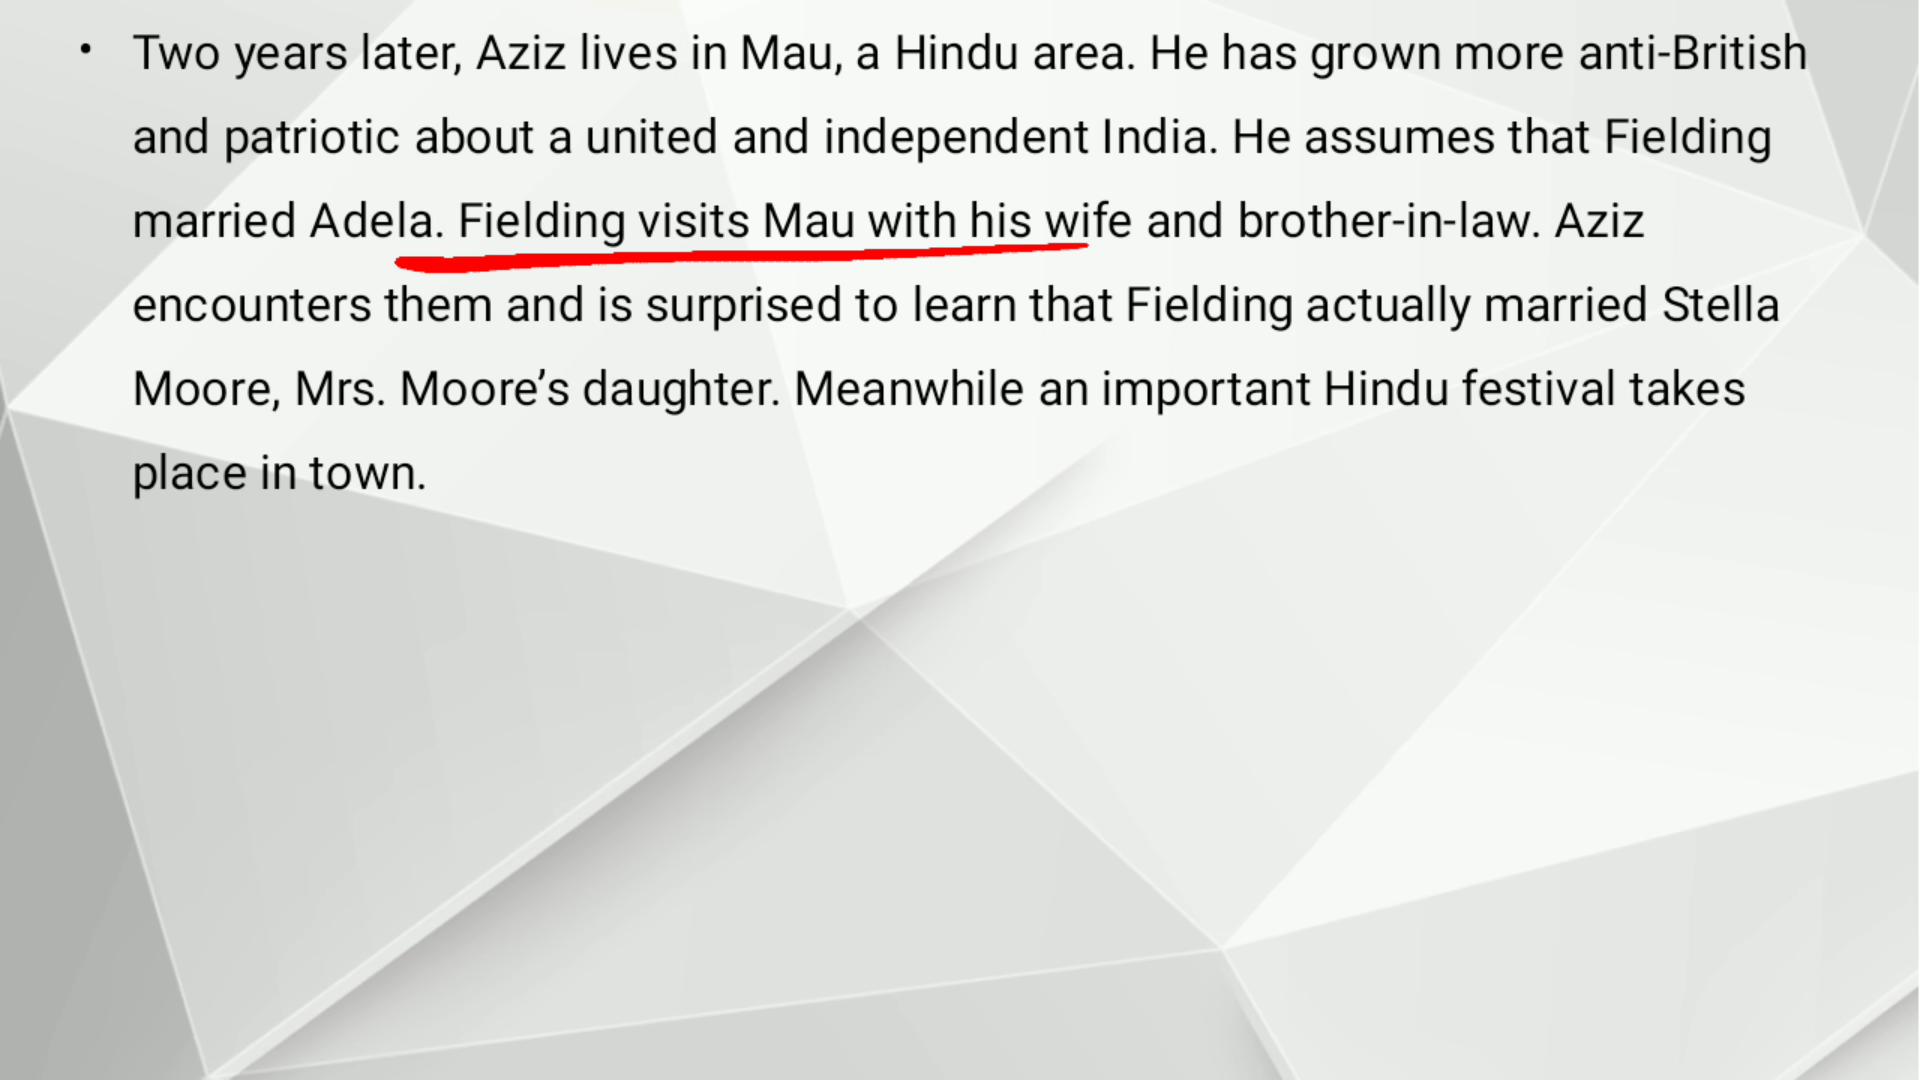 • Two years later, Aziz lives in Mau, a Hindu area. He has grown more anti-British
and patriotic about a united and independent India. He assumes that Fielding
married Adela. Fielding visits Mau with his wife and brother-in-law. Aziz
encounters them and is surprised to learn that Fielding actually married Stella
Moore, Mrs. Moore’s daughter. Meanwhile an important Hindu festival takes
place in town.